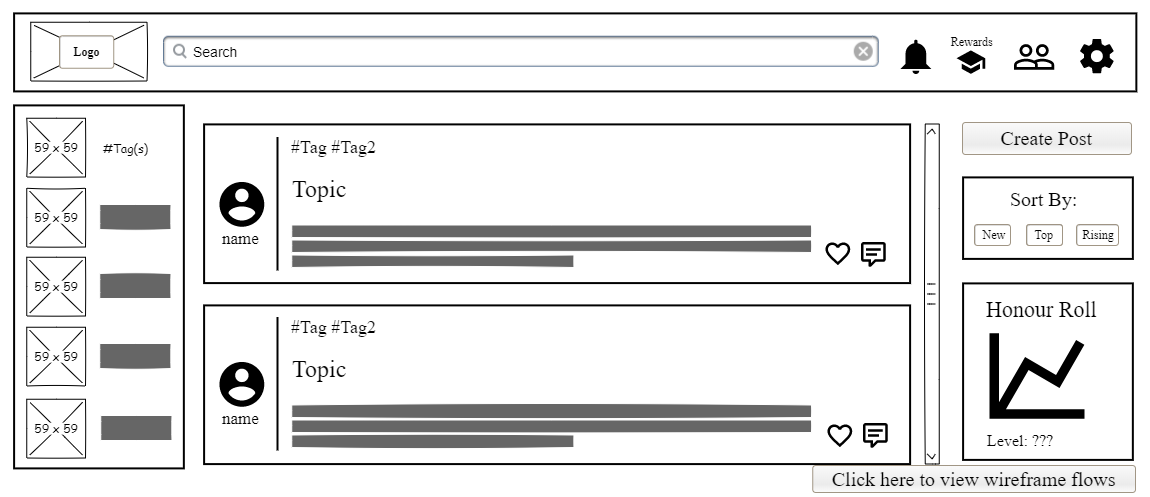 Logo
Search
Rewards
59 x 59
#Tag(s)
59 x 59
59 x 59
59 x 59
59 x 59
#Tag #Tag2
Topic
name
#Tag #Tag2
Topic
name
Create Post
Sort By:
New Top Rising
Honour Roll
Level: ???
Click here to view wireframe flows